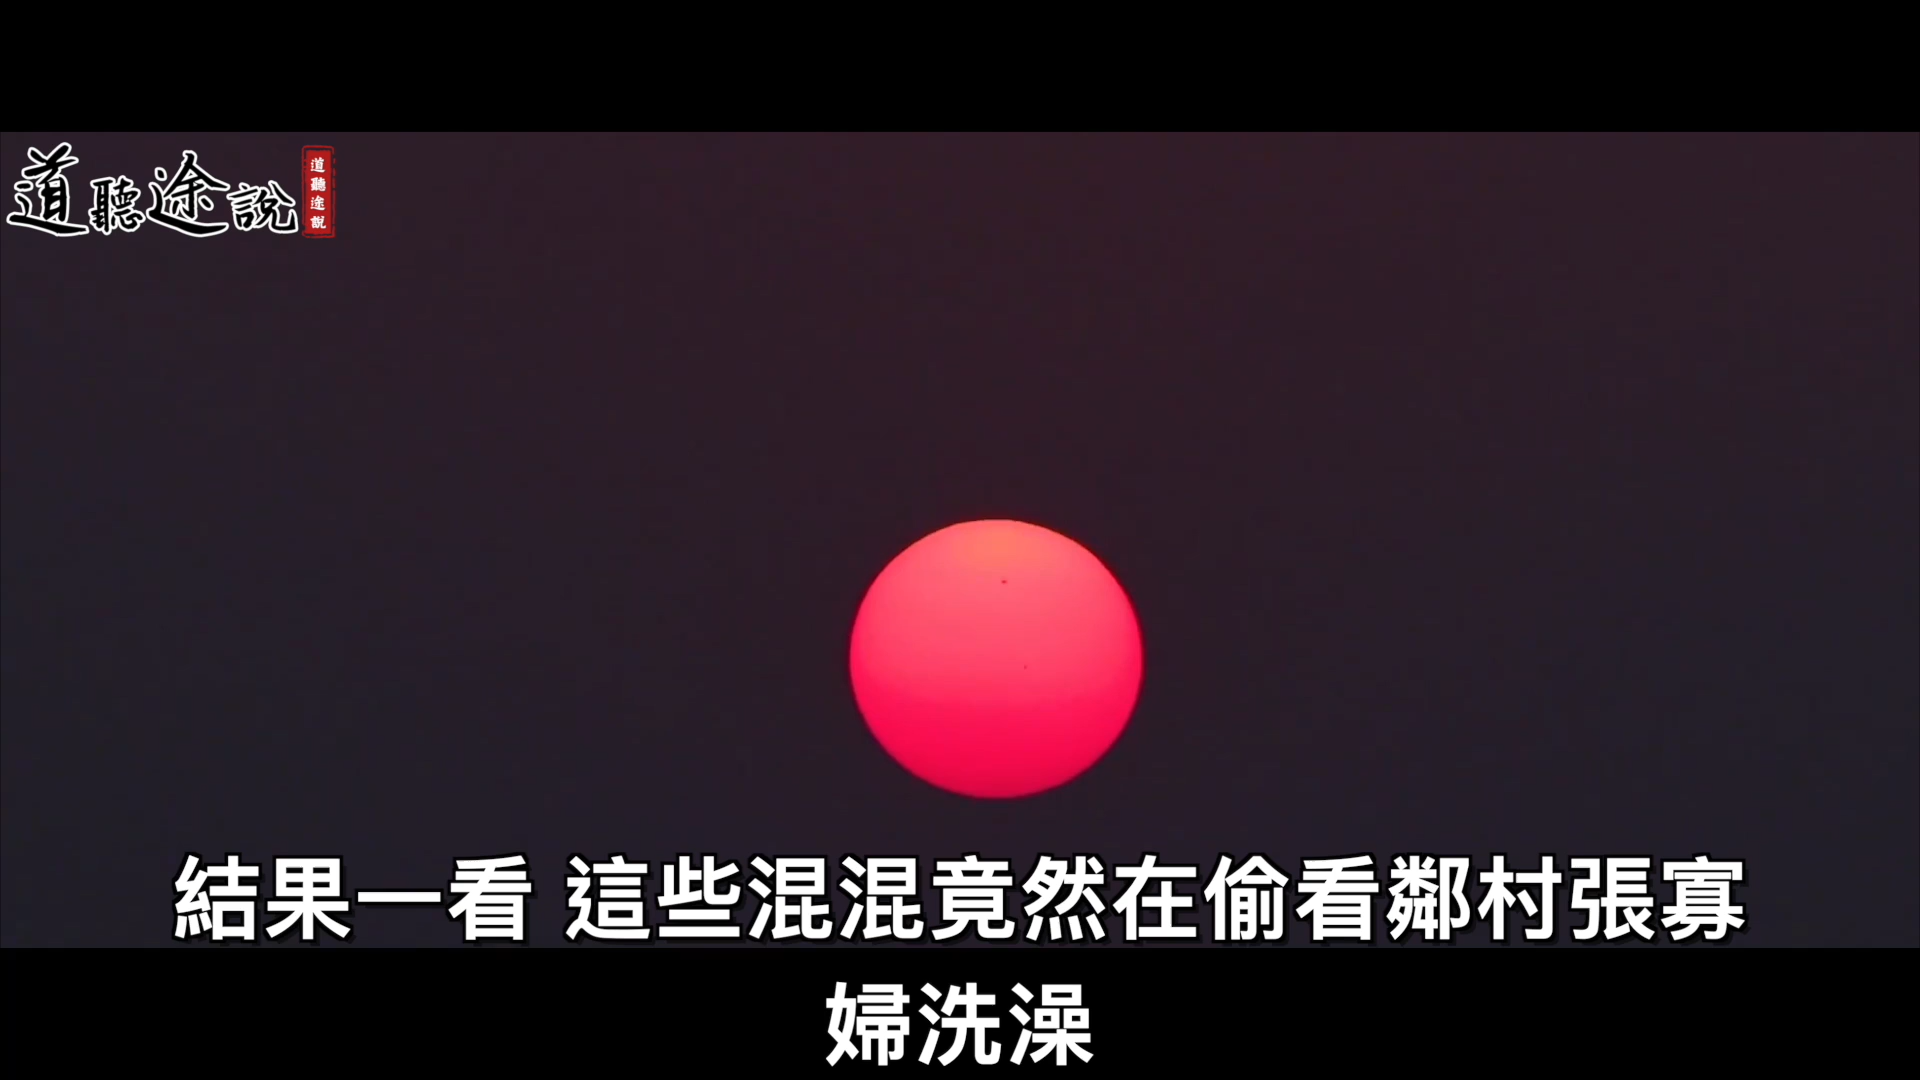 道聽途說
道聽途說
結果一看 這些混混竟然在偷看鄰村張寡
婦洗澡